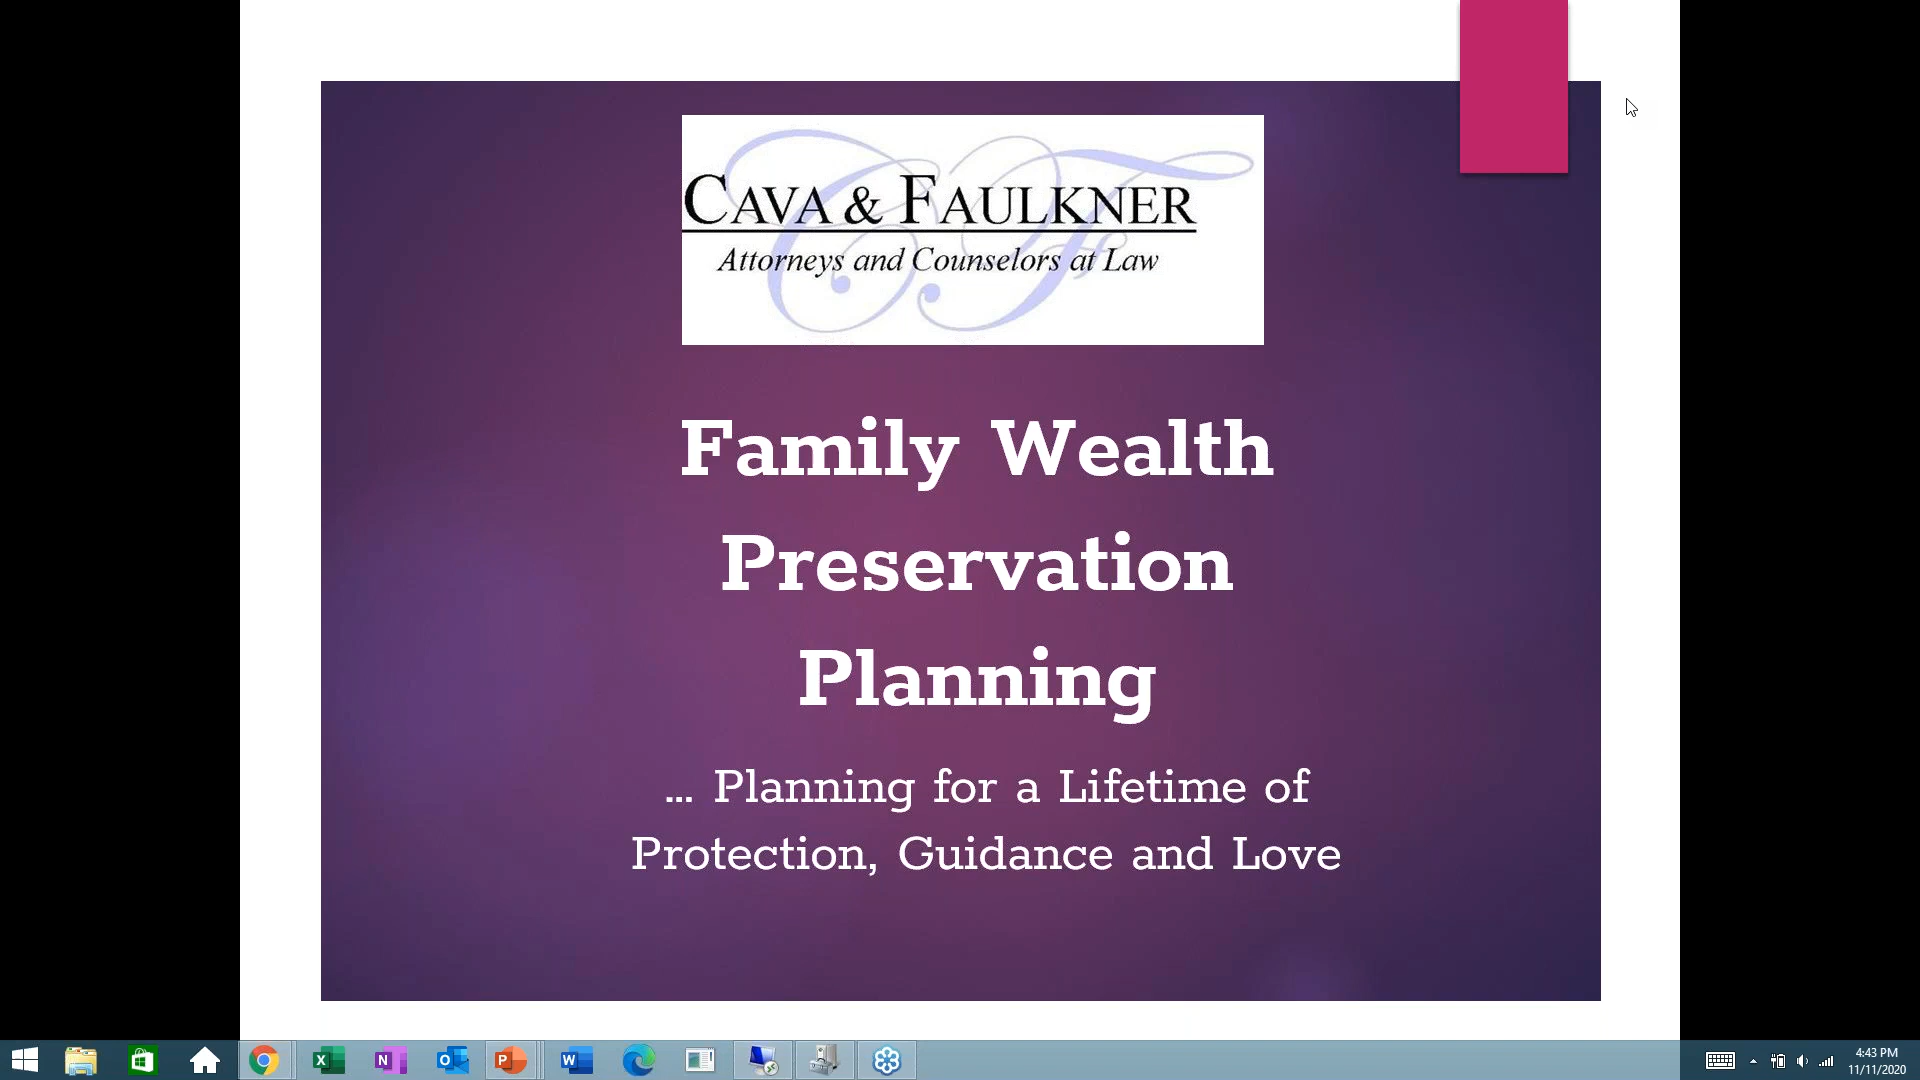 CAVA & FAULKNER
Attorneys and Counselors at Law
Family Wealth
Preservation
Planning
... Planning for a Lifetime of
Protection, Guidance and Love
4:43 PM
11/11/2020